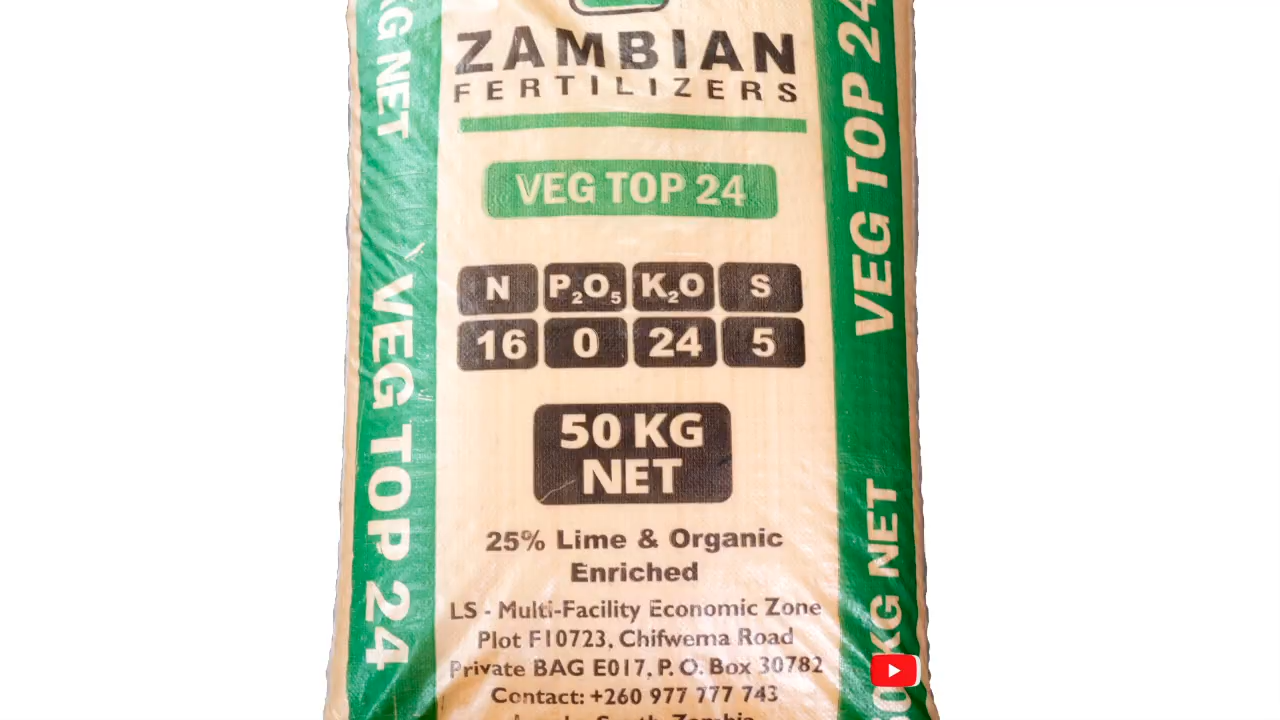 ZAMBIAN
FERTILIZERS
VEG TOP 24
N P₂O₅ K₂O S
16 0 24 5
50 KG
NET
25% Lime & Organic
Enriched
LS - Multi-Facility Economic Zone
Plot F10723, Chifwema Road
Private BAG E017, P. O. Box 30782
Contact: +260 977 777 743
KG NET
VEG TOP 24
VEG TOP 24
50 KG NET